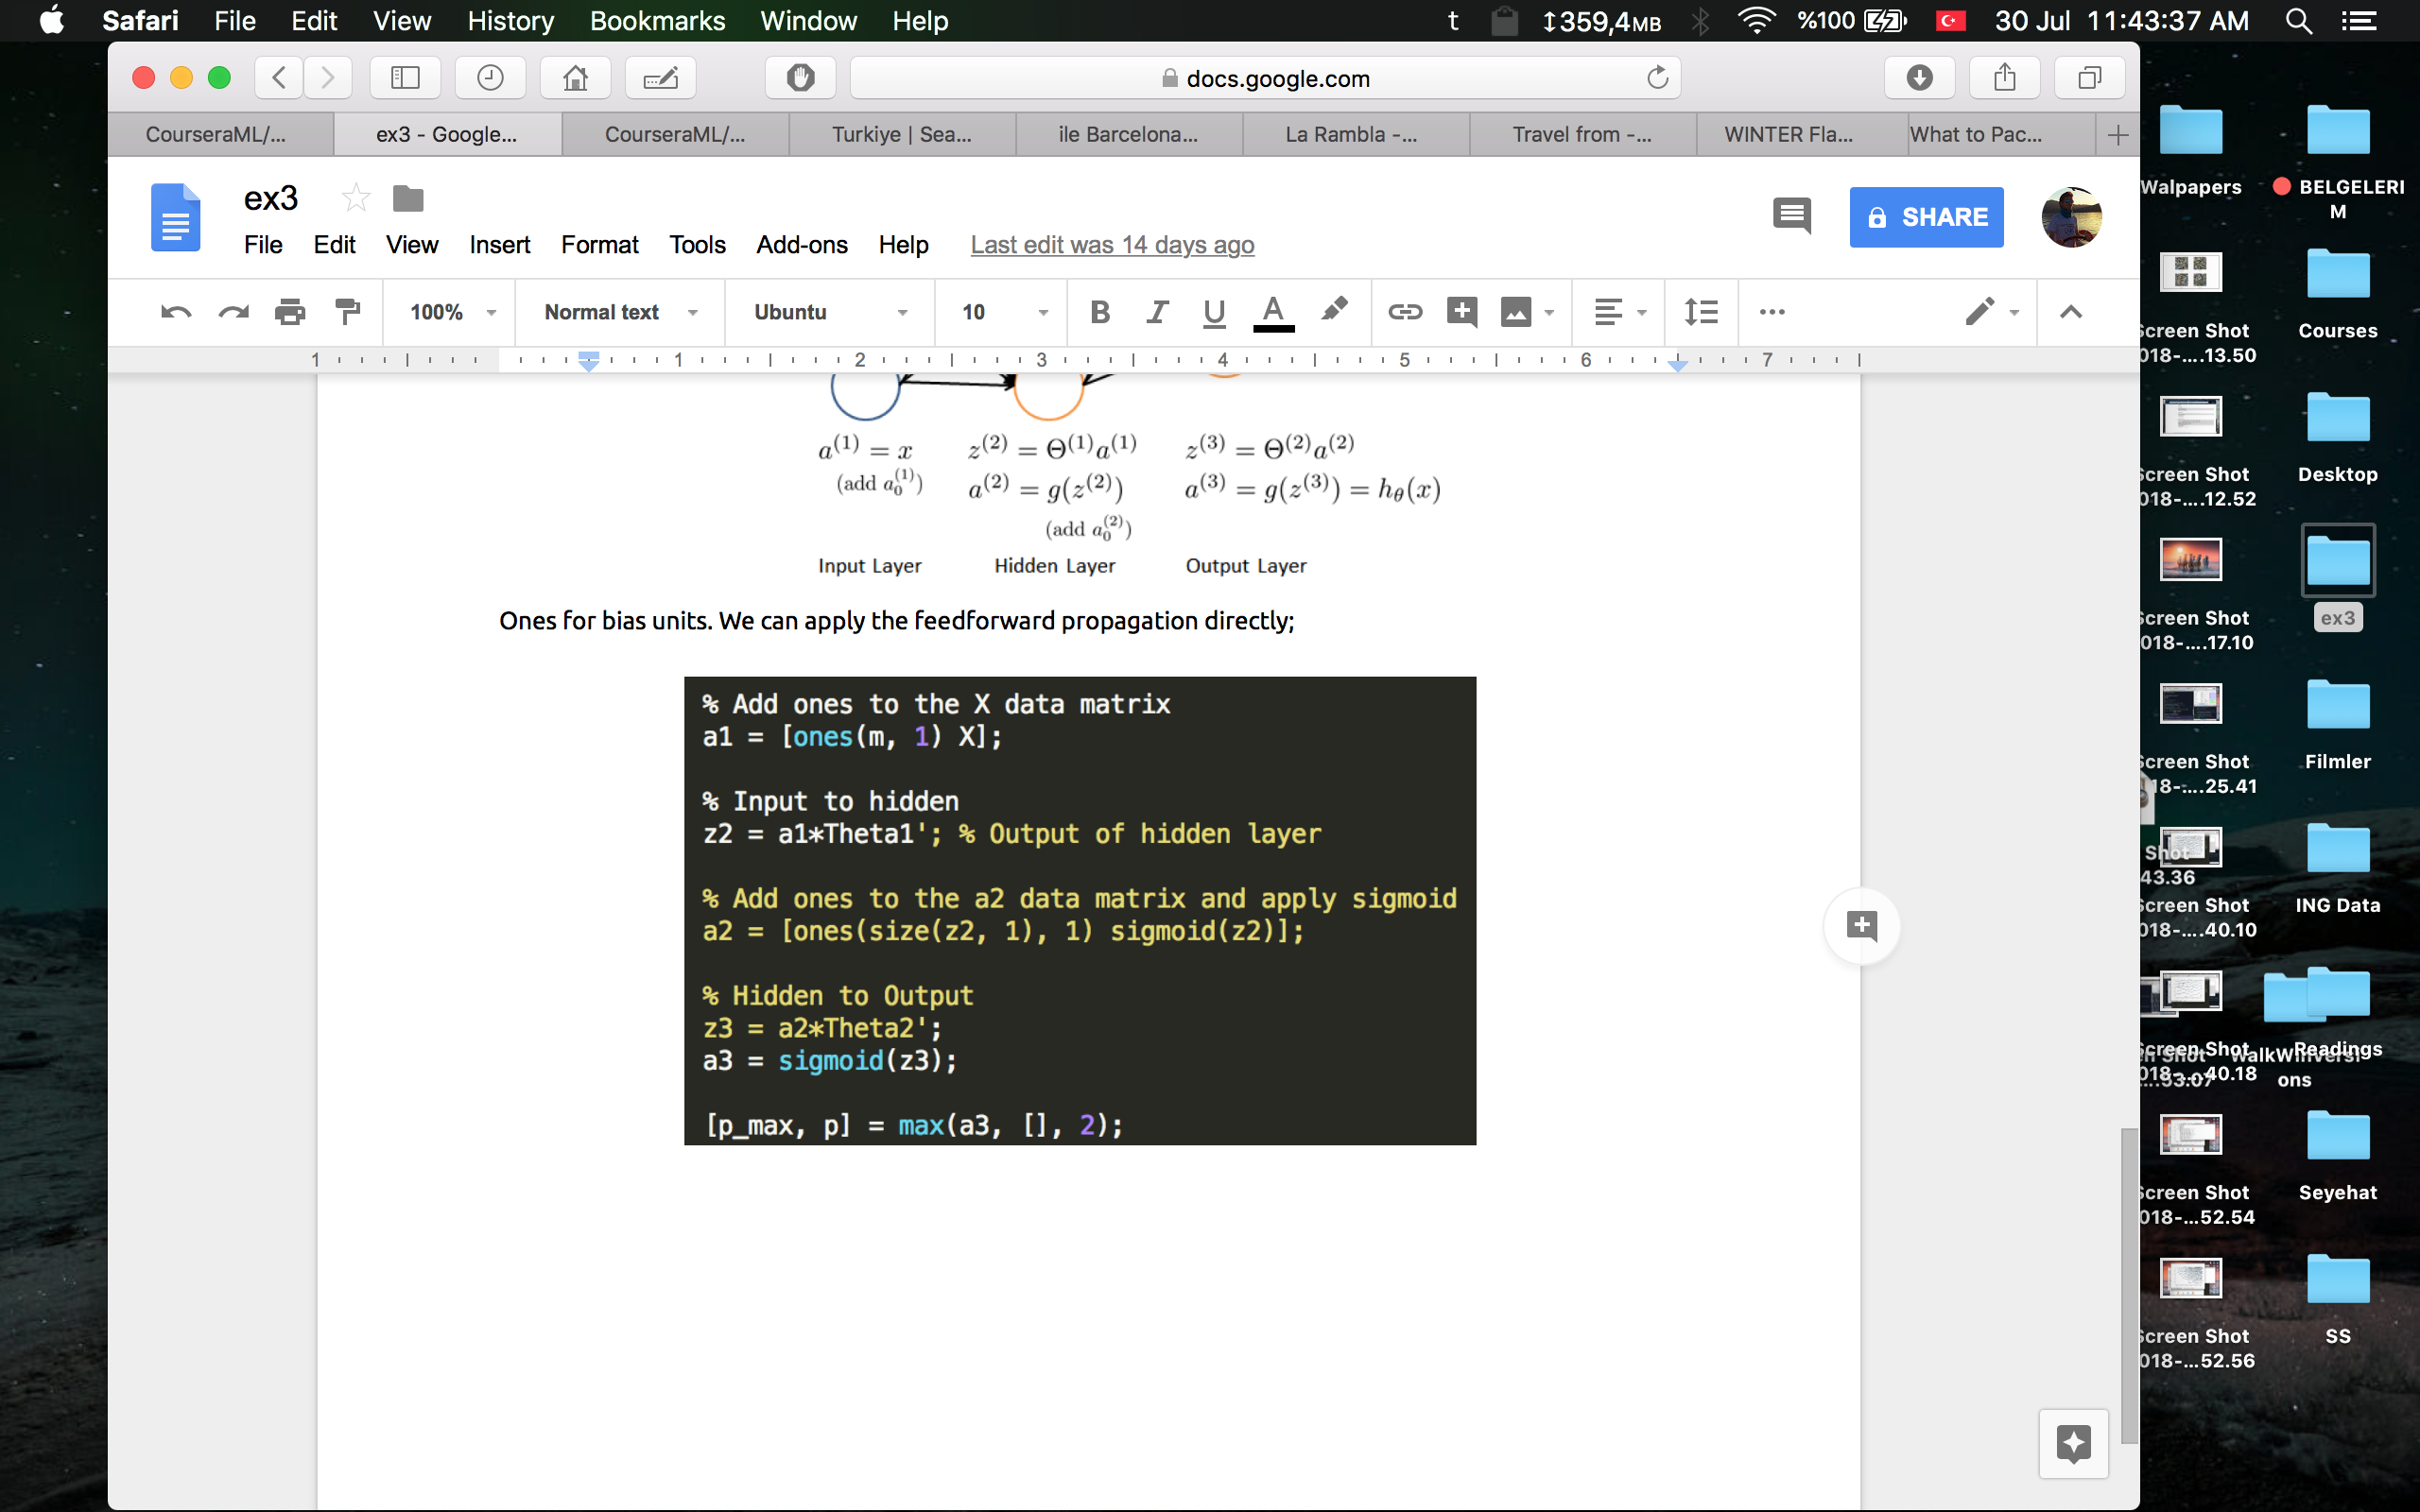 Safari File Edit View History Bookmarks Window Help t ↕359,4MB %100 30 Jul 11:43:37 AM
docs.google.com
CourseraML/... ex3 - Google... CourseraML/... Turkiye | Sea... ile Barcelona... La Rambla -... Travel from -... WINTER Fla... What to Pac...
ex3
SHARE
File Edit View Insert Format Tools Add-ons Help Last edit was 14 days ago
100% Normal text Ubuntu 10 B I U A
1 1 2 3 4 5 6 7
a^(1) = x z^(2) = Θ^(1)a^(1) z^(3) = Θ^(2)a^(2)
(add a_0^(1)) a^(2) = g(z^(2)) a^(3) = g(z^(3)) = h_θ(x)
(add a_0^(2))
Input Layer Hidden Layer Output Layer
Ones for bias units. We can apply the feedforward propagation directly;
% Add ones to the X data matrix
a1 = [ones(m, 1) X];
% Input to hidden
z2 = a1*Theta1'; % Output of hidden layer
% Add ones to the a2 data matrix and apply sigmoid
a2 = [ones(size(z2, 1), 1) sigmoid(z2)];
% Hidden to Output
z3 = a2*Theta2';
a3 = sigmoid(z3);
[p_max, p] = max(a3, [], 2);
Walpapers BELGELERI
M
Screen Shot Courses
018-....13.50
Screen Shot Desktop
018-....12.52
Screen Shot ex3
018-....17.10
Screen Shot Filmler
18-....25.41
Shot
43.36
Screen Shot ING Data
018-....40.10
Screen Shot Readings
018-....40.18 ons
Screen Shot Seyehat
018-...52.54
Screen Shot SS
018-...52.56